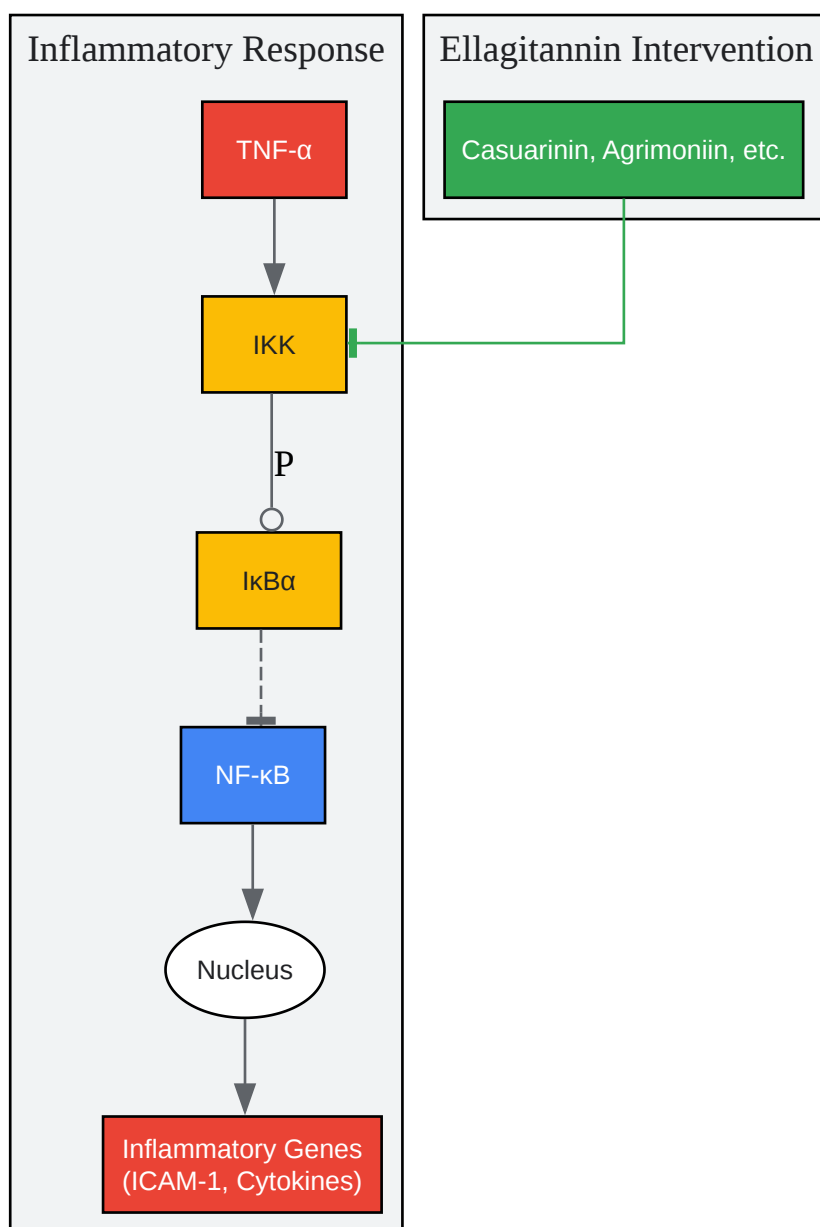 Inflammatory Response
Ellagitannin Intervention
TNF-α
Casuarinin, Agrimoniin, etc.
IKK
P
IκBα
NF-κB
Nucleus
Inflammatory Genes
(ICAM-1, Cytokines)